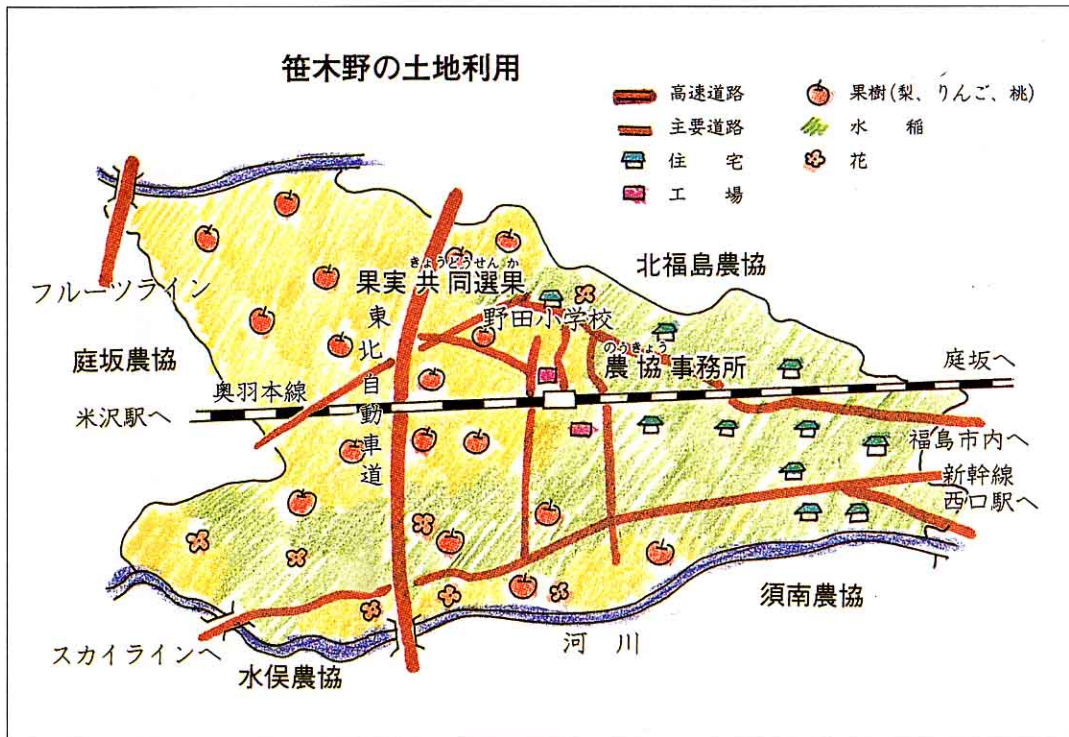 笹木野の土地利用
高速道路
主要道路
住宅
工場
果樹(梨、りんご、桃)
水稲
花
フルーツライン
北福島農協
きょうどうせんか
果実共同選果
東北自動車道
野田小学校
のうきょう
農協事務所
庭坂農協
奥羽本線
米沢駅へ
庭坂へ
福島市内へ
新幹線
西口駅へ
須南農協
河川
スカイラインへ
水俣農協